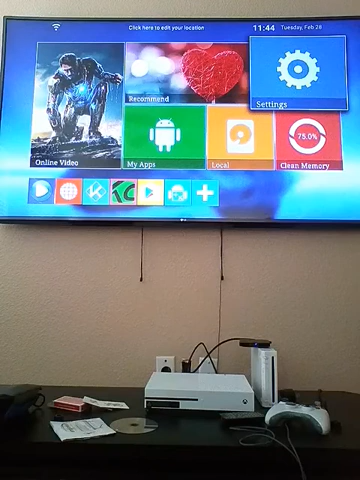 Click here to edit your location
11:44 Tuesday, Feb 28
Recommend
Settings
75.0%
Online Video
My Apps
Local
Clean Memory
LG